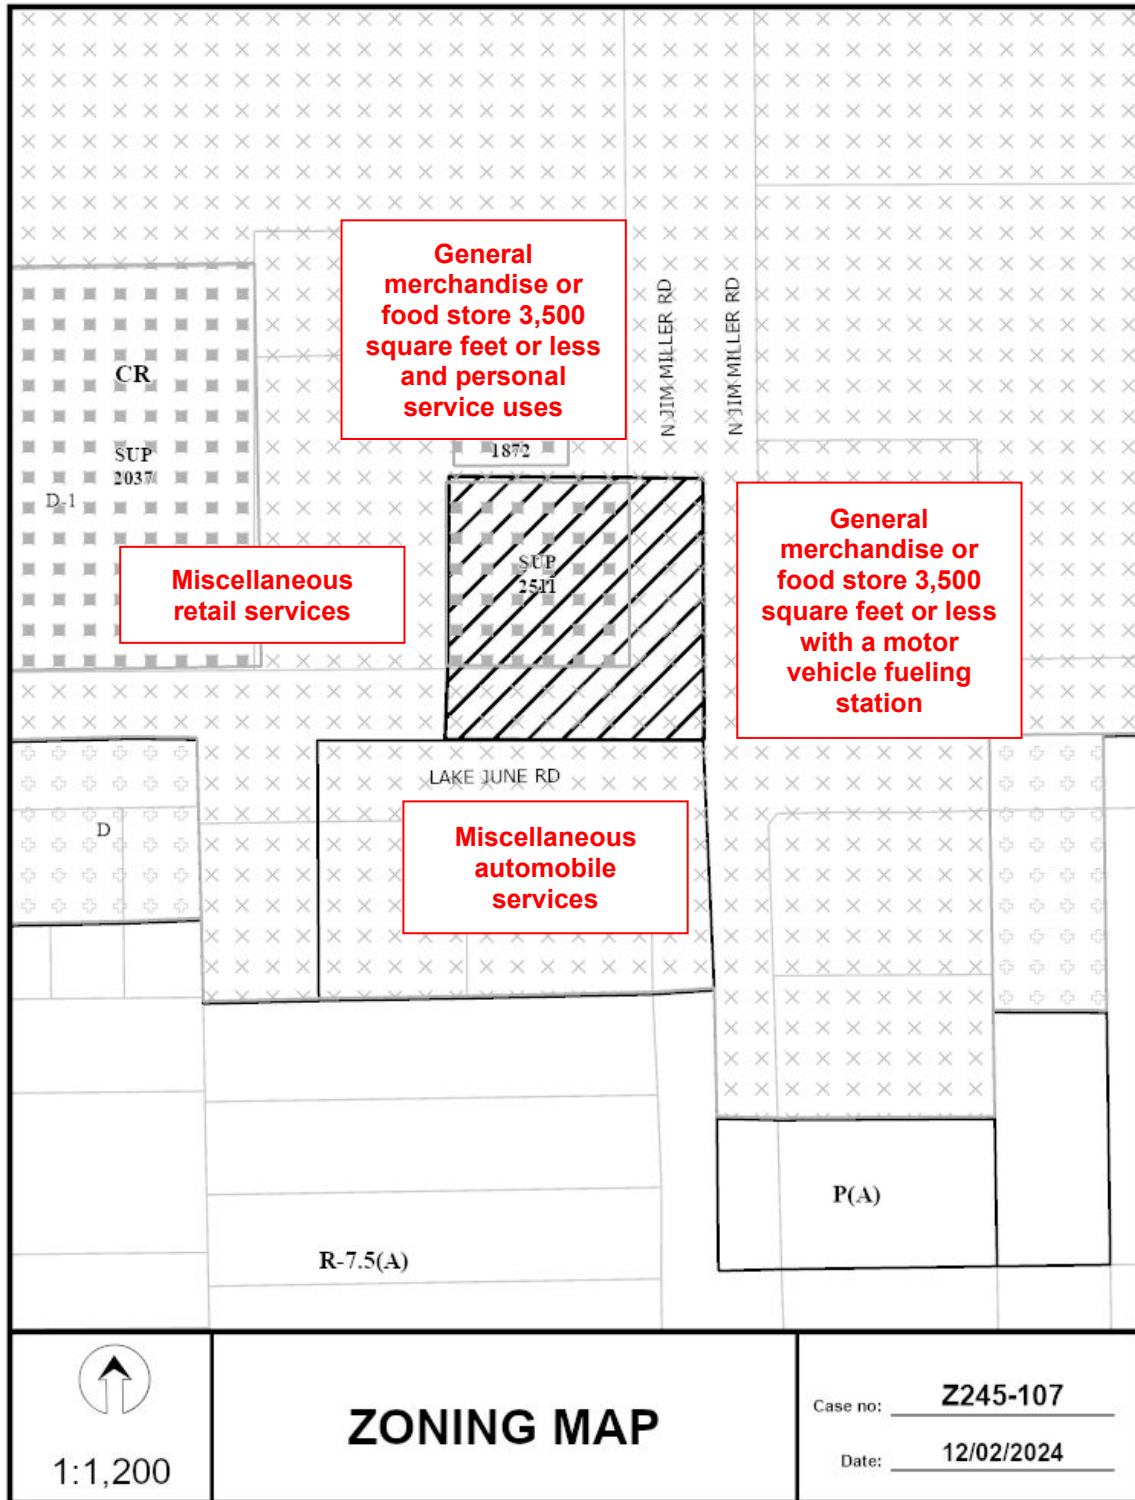 General
merchandise or
food store 3,500
square feet or less
and personal
service uses
N JIM MILLER RD
N JIM MILLER RD
CR
SUP
2037
D-1
1872
SUP
2511
Miscellaneous
retail services
General
merchandise or
food store 3,500
square feet or less
with a motor
vehicle fueling
station
LAKE JUNE RD
D
Miscellaneous
automobile
services
P(A)
R-7.5(A)
1:1,200
ZONING MAP
Case no: Z245-107
Date: 12/02/2024